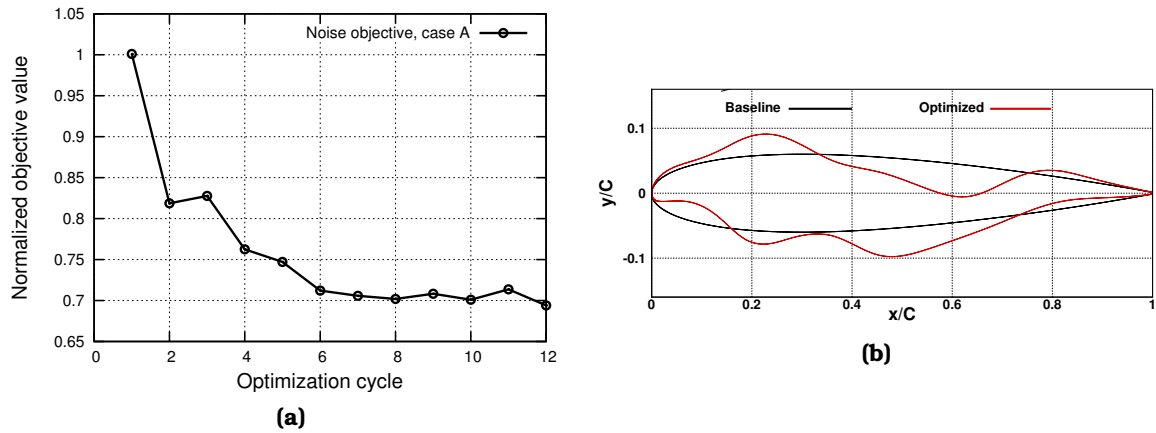 1.05
1
0.95
0.9
0.85
0.8
0.75
0.7
0.65
0
2
4
6
8
10
12
Normalized objective value
Optimization cycle
Noise objective, case A
(a)
Baseline
Optimized
0.1
0
-0.1
y/C
0
0.2
0.4
0.6
0.8
1
x/C
(b)